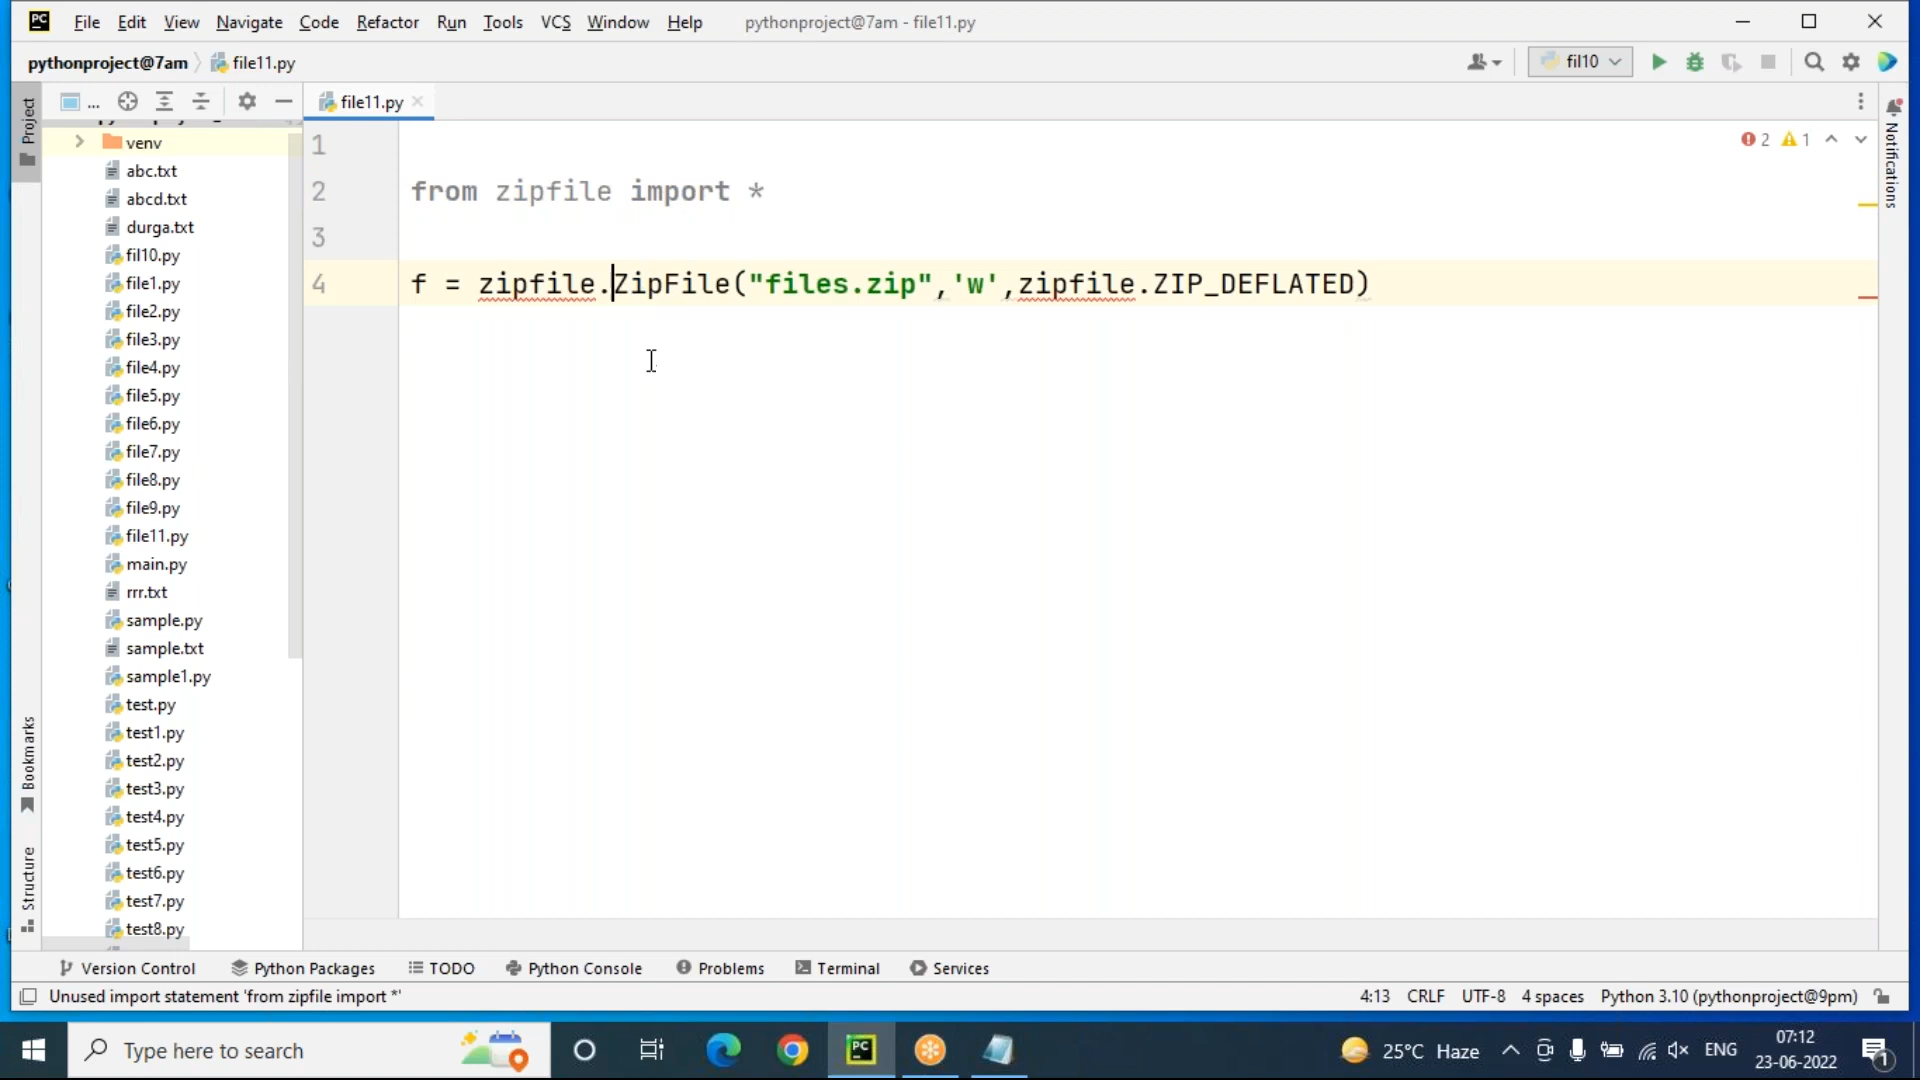 PC File Edit View Navigate Code Refactor Run Tools VCS Window Help pythonproject@7am - file11.py
pythonproject@7am file11.py fil10
Project ... file11.py
Notifications
venv
abc.txt
abcd.txt
durga.txt
fil10.py
file1.py
file2.py
file3.py
file4.py
file5.py
file6.py
file7.py
file8.py
file9.py
file11.py
main.py
rrr.txt
sample.py
sample.txt
sample1.py
test.py
test1.py
test2.py
test3.py
test4.py
test5.py
test6.py
test7.py
test8.py
Bookmarks
Structure
2 1
1
2 from zipfile import *
3
4 f = zipfile.ZipFile("files.zip",'w',zipfile.ZIP_DEFLATED)
Version Control Python Packages TODO Python Console Problems Terminal Services
Unused import statement 'from zipfile import *' 4:13 CRLF UTF-8 4 spaces Python 3.10 (pythonproject@9pm)
Type here to search PC 25°C Haze ENG 07:12
23-06-2022 1